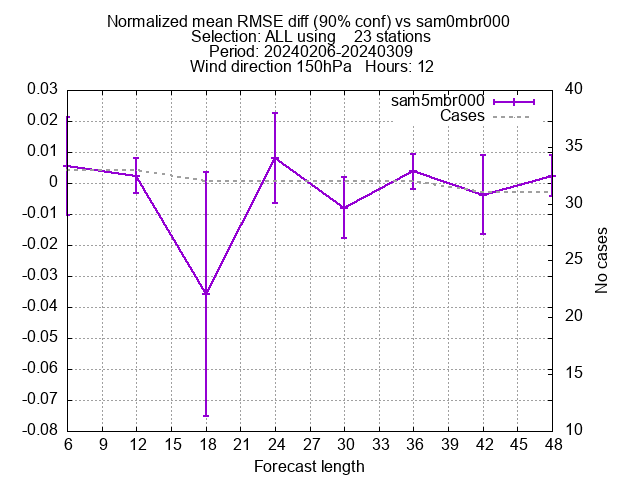 Normalized mean RMSE diff (90% conf) vs sam0mbr000
Selection: ALL using    23 stations
Period: 20240206-20240309
Wind direction 150hPa   Hours: 12
sam5mbr000
Cases
0.03
0.02
0.01
0
-0.01
-0.02
-0.03
-0.04
-0.05
-0.06
-0.07
-0.08
40
35
30
25
20
15
10
No cases
6 9 12 15 18 21 24 27 30 33 36 39 42 45 48
Forecast length